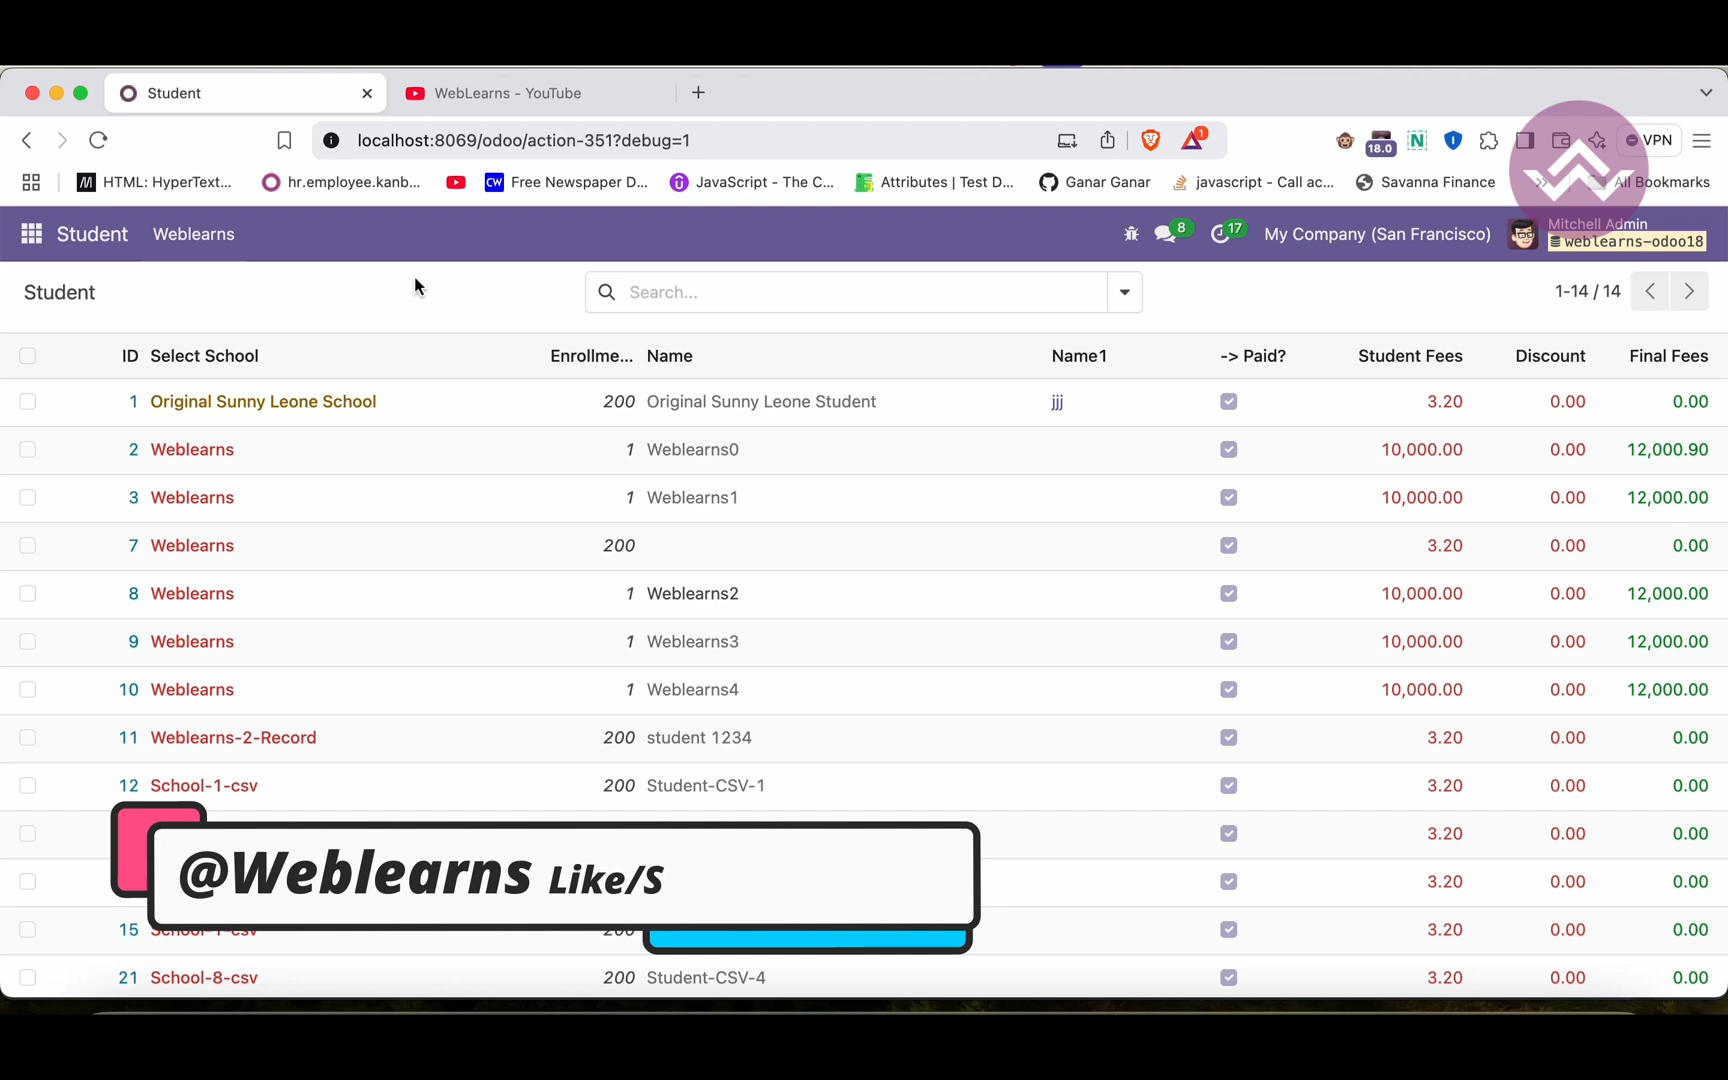 Student
WebLearns - YouTube
localhost:8069/odoo/action-351?debug=1
1
18.0
N
VPN
HTML: HyperText...
hr.employee.kanb...
CW Free Newspaper D...
JavaScript - The C...
Attributes | Test D...
Ganar Ganar
javascript - Call ac...
Savanna Finance
All Bookmarks
Student Weblearns
8
17
My Company (San Francisco)
Mitchell Admin
weblearns-odoo18
Student
Search...
1-14 / 14
ID Select School Enrollme... Name Name1 -> Paid? Student Fees Discount Final Fees
1 Original Sunny Leone School 200 Original Sunny Leone Student jjj 3.20 0.00 0.00
2 Weblearns 1 Weblearns0 10,000.00 0.00 12,000.90
3 Weblearns 1 Weblearns1 10,000.00 0.00 12,000.00
7 Weblearns 200 3.20 0.00 0.00
8 Weblearns 1 Weblearns2 10,000.00 0.00 12,000.00
9 Weblearns 1 Weblearns3 10,000.00 0.00 12,000.00
10 Weblearns 1 Weblearns4 10,000.00 0.00 12,000.00
11 Weblearns-2-Record 200 student 1234 3.20 0.00 0.00
12 School-1-csv 200 Student-CSV-1 3.20 0.00 0.00
3.20 0.00 0.00
@Weblearns Like/S
3.20 0.00 0.00
15 School-1-csv 200 3.20 0.00 0.00
21 School-8-csv 200 Student-CSV-4 3.20 0.00 0.00